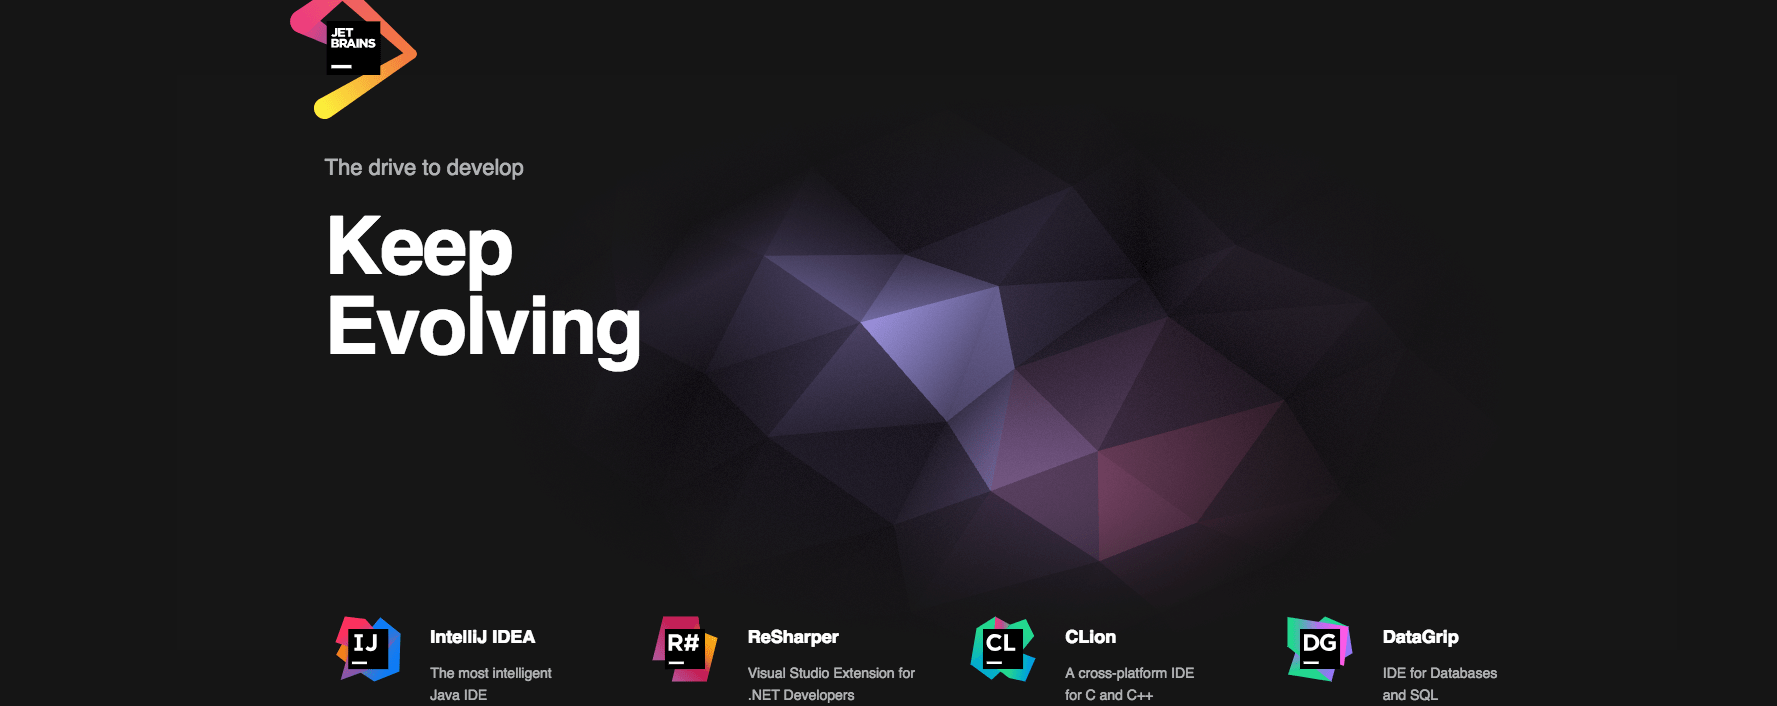 JET
BRAINS
The drive to develop
Keep
Evolving
IJ
IntelliJ IDEA
The most intelligent
Java IDE
R#
ReSharper
Visual Studio Extension for
.NET Developers
CL
CLion
A cross-platform IDE
for C and C++
DG
DataGrip
IDE for Databases
and SQL